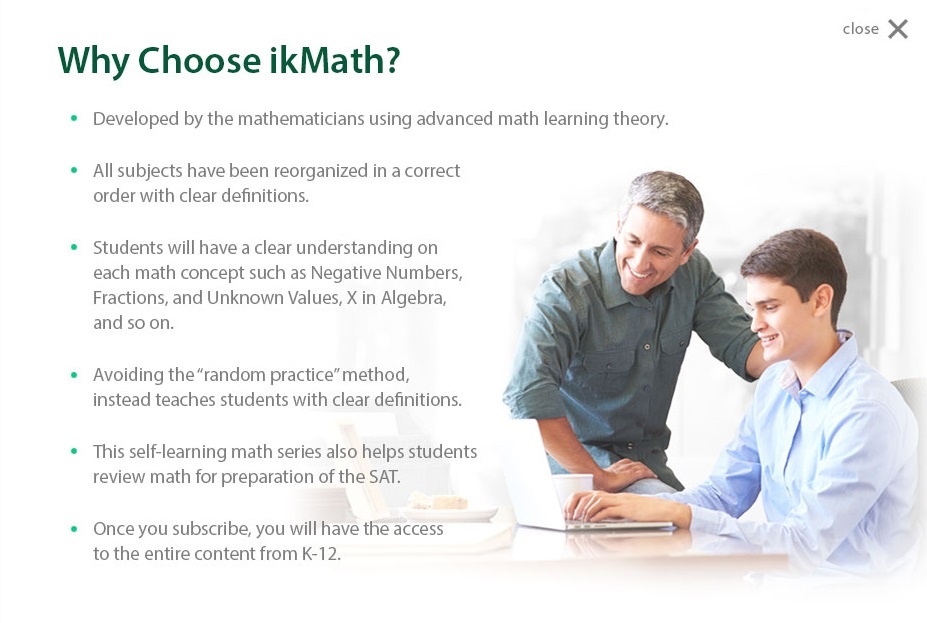 close
Why Choose ikMath?
• Developed by the mathematicians using advanced math learning theory.
• All subjects have been reorganized in a correct
order with clear definitions.
• Students will have a clear understanding on
each math concept such as Negative Numbers,
Fractions, and Unknown Values, X in Algebra,
and so on.
• Avoiding the “random practice” method,
instead teaches students with clear definitions.
• This self-learning math series also helps students
review math for preparation of the SAT.
• Once you subscribe, you will have the access
to the entire content from K-12.